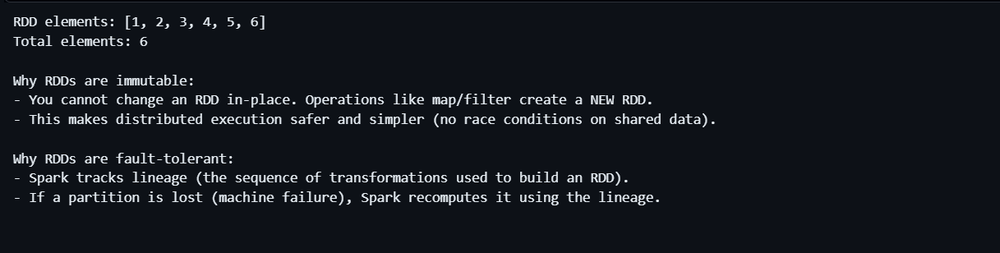 RDD elements: [1, 2, 3, 4, 5, 6]
Total elements: 6
Why RDDs are immutable:
- You cannot change an RDD in-place. Operations like map/filter create a NEW RDD.
- This makes distributed execution safer and simpler (no race conditions on shared data).
Why RDDs are fault-tolerant:
- Spark tracks lineage (the sequence of transformations used to build an RDD).
- If a partition is lost (machine failure), Spark recomputes it using the lineage.